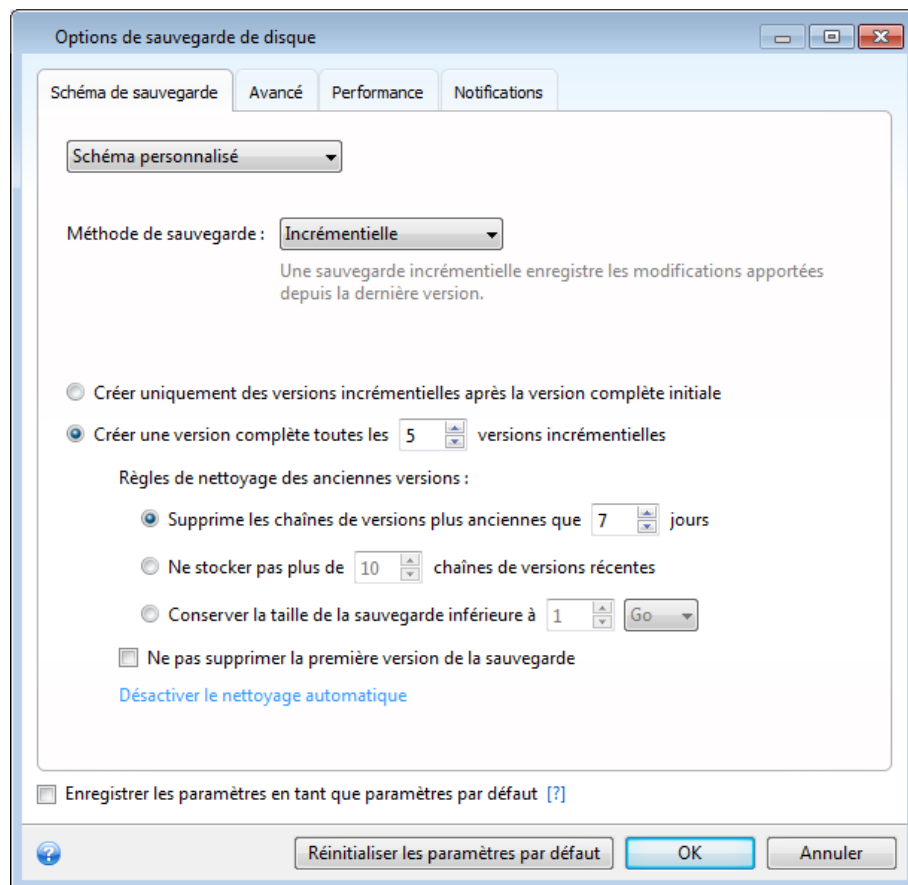 Options de sauvegarde de disque
Schéma de sauvegarde Avancé Performance Notifications
Schéma personnalisé
Méthode de sauvegarde : Incrémentielle
Une sauvegarde incrémentielle enregistre les modifications apportées
depuis la dernière version.
Créer uniquement des versions incrémentielles après la version complète initiale
Créer une version complète toutes les 5 versions incrémentielles
Règles de nettoyage des anciennes versions :
Supprime les chaînes de versions plus anciennes que 7 jours
Ne stocker pas plus de 10 chaînes de versions récentes
Conserver la taille de la sauvegarde inférieure à 1 Go
Ne pas supprimer la première version de la sauvegarde
Désactiver le nettoyage automatique
Enregistrer les paramètres en tant que paramètres par défaut [?]
? Réinitialiser les paramètres par défaut OK Annuler